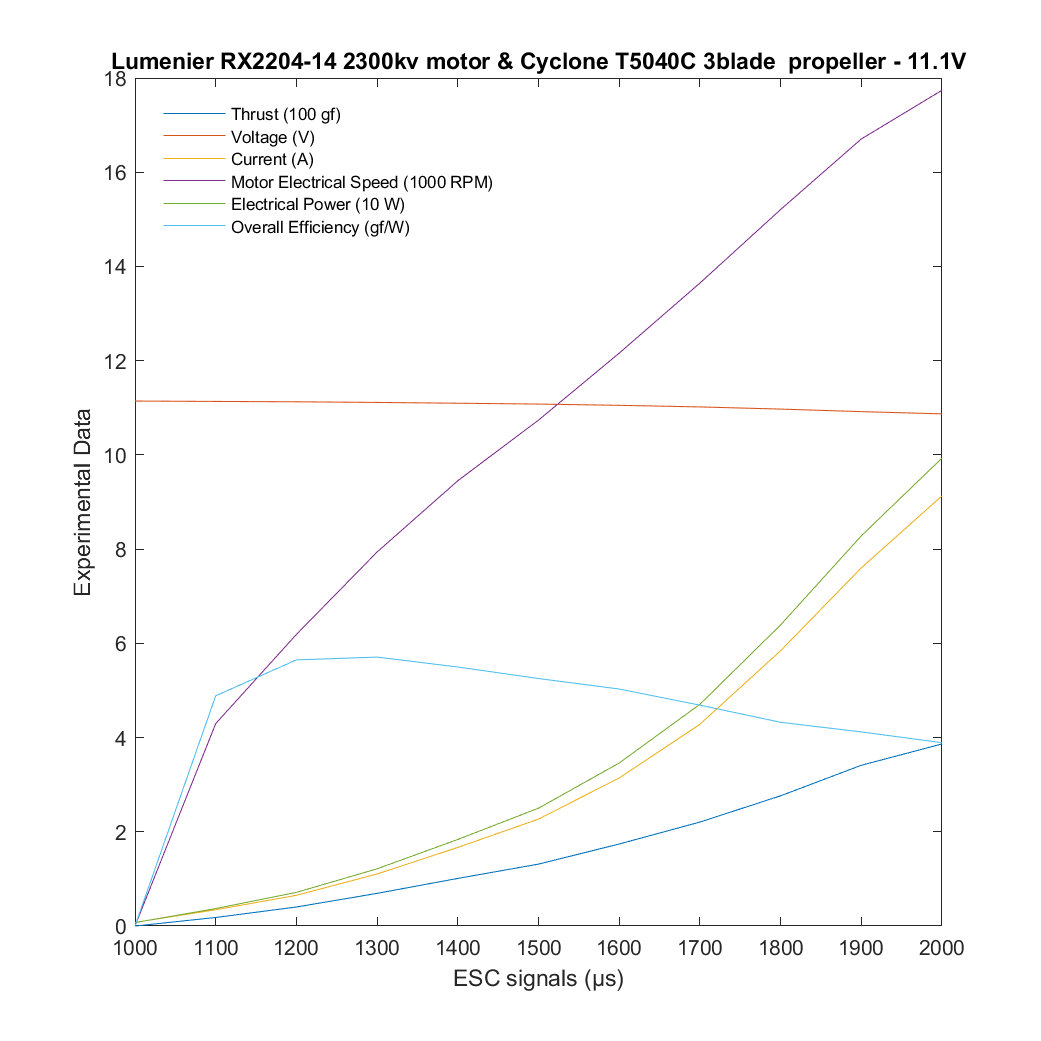 Lumenier RX2204-14 2300kv motor & Cyclone T5040C 3blade  propeller - 11.1V
Thrust (100 gf)
Voltage (V)
Current (A)
Motor Electrical Speed (1000 RPM)
Electrical Power (10 W)
Overall Efficiency (gf/W)
18
16
14
12
10
8
6
4
2
0
Experimental Data
1000 1100 1200 1300 1400 1500 1600 1700 1800 1900 2000
ESC signals (µs)